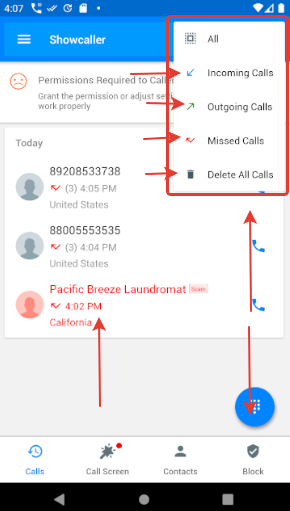 4:07
Showcaller
All
Incoming Calls
Outgoing Calls
Missed Calls
Delete All Calls
Permissions Required to Caller
Grant the permission or adjust
work properly
Today
89208533738
(3) 4:05 PM
United States
88005553535
(3) 4:04 PM
United States
Pacific Breeze Laundromat Scam
4:02 PM
California
Calls
Call Screen
Contacts
Block